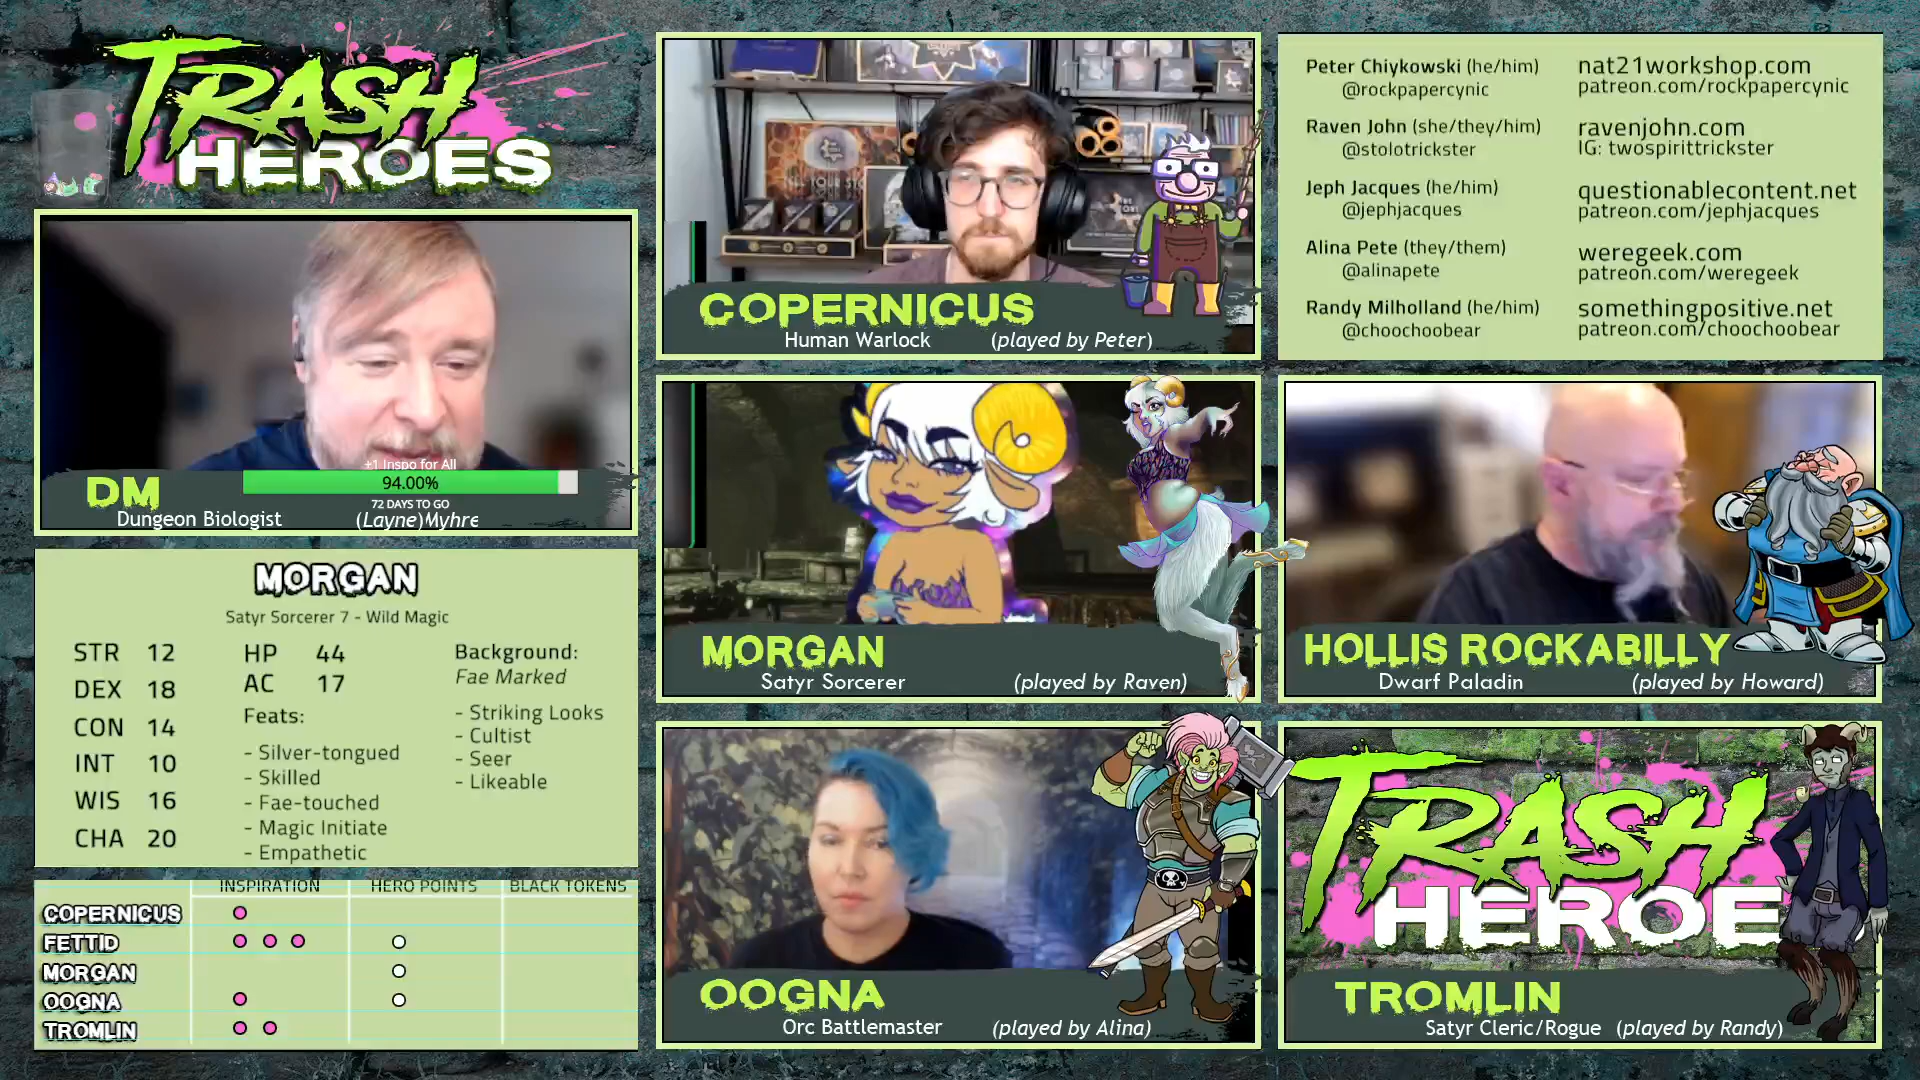 TRASH
HEROES
DM
+1 Inspo for All
94.00%
72 DAYS TO GO
Dungeon Biologist
(Layne)Myhre
MORGAN
Satyr Sorcerer 7 - Wild Magic
STR 12
DEX 18
CON 14
INT 10
WIS 16
CHA 20
HP 44
AC 17
Feats:
- Silver-tongued
- Skilled
- Fae-touched
- Magic Initiate
- Empathetic
Background:
Fae Marked
- Striking Looks
- Cultist
- Seer
- Likeable
INSPIRATION HERO POINTS BLACK TOKENS
COPERNICUS
FETTID
MORGAN
OOGNA
TROMLIN
COPERNICUS
Human Warlock (played by Peter)
MORGAN
Satyr Sorcerer (played by Raven)
OOGNA
Orc Battlemaster (played by Alina)
Peter Chiykowski (he/him)
@rockpapercynic
nat21workshop.com
patreon.com/rockpapercynic
Raven John (she/they/him)
@stolotrickster
ravenjohn.com
IG: twospirittrickster
Jeph Jacques (he/him)
@jephjacques
questionablecontent.net
patreon.com/jephjacques
Alina Pete (they/them)
@alinapete
weregeek.com
patreon.com/weregeek
Randy Milholland (he/him)
@choochoobear
somethingpositive.net
patreon.com/choochoobear
HOLLIS ROCKABILLY
Dwarf Paladin (played by Howard)
TRASH
HEROE
TROMLIN
Satyr Cleric/Rogue (played by Randy)